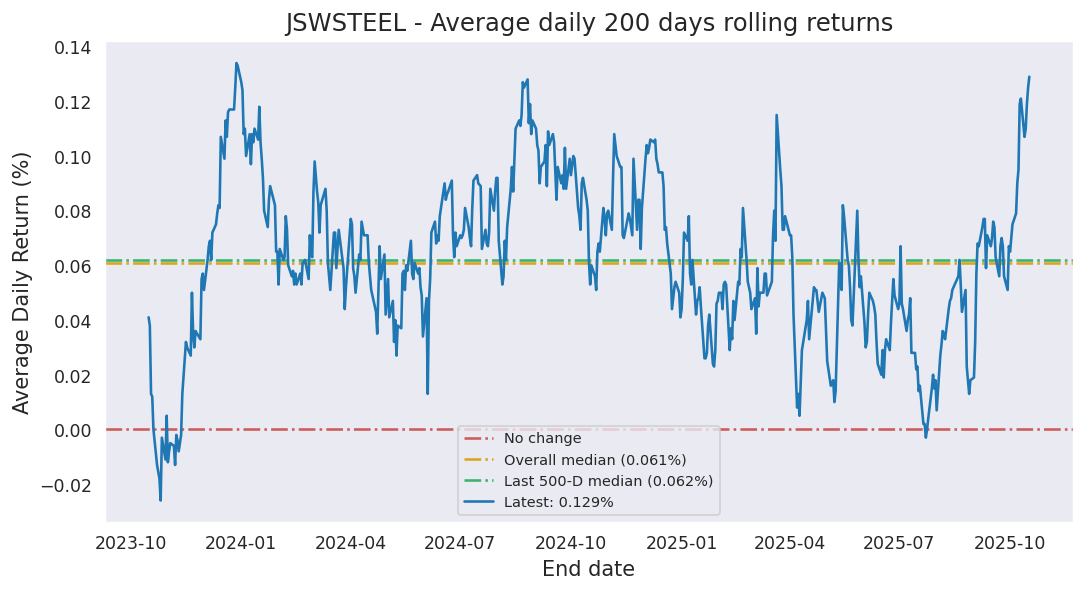 JSWSTEEL - Average daily 200 days rolling returns
Average Daily Return (%)
0.14
0.12
0.10
0.08
0.06
0.04
0.02
0.00
−0.02
No change
Overall median (0.061%)
Last 500-D median (0.062%)
Latest: 0.129%
2023-10 2024-01 2024-04 2024-07 2024-10 2025-01 2025-04 2025-07 2025-10
End date